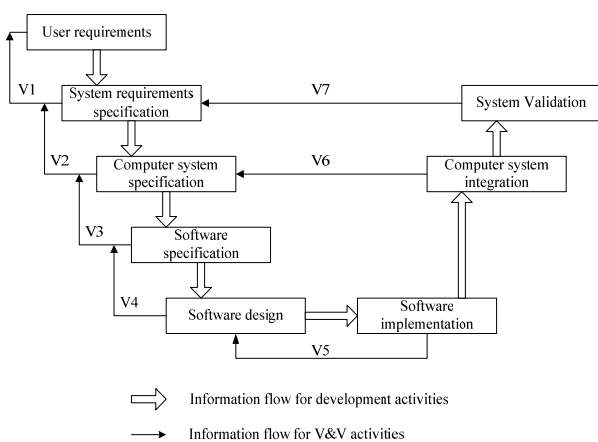 User requirements
V1
System requirements
specification
V7
System Validation
V2
Computer system
specification
V6
Computer system
integration
V3
Software
specification
V4
Software design
Software
implementation
V5
Information flow for development activities
Information flow for V&V activities